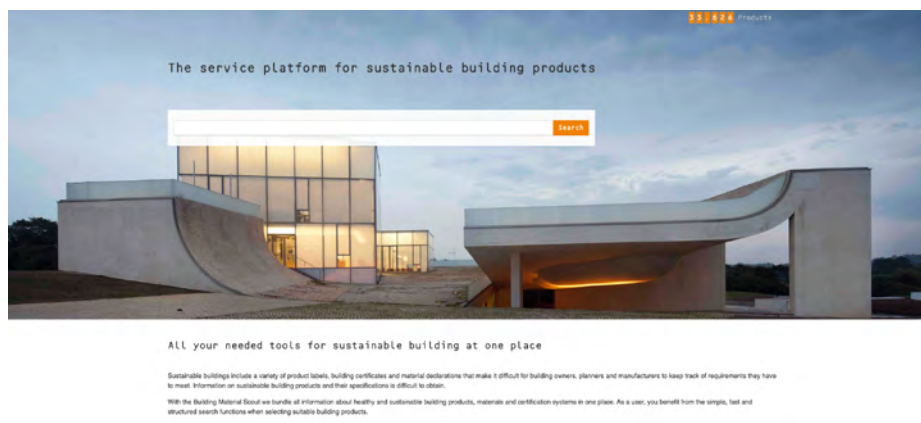 35.626 Products
The service platform for sustainable building products
Search
All your needed tools for sustainable building at one place
Sustainable buildings include a variety of product labels, building certificates and material declarations that make it difficult for building owners, planners and manufacturers to keep track of requirements they have
to meet. Information on sustainable building products and their specifications is difficult to obtain.
With the Building Material Scout we bundle all information about healthy and sustainable building products, materials and certification systems in one place. As a user, you benefit from the simple, fast and
structured search functions when selecting suitable building products.